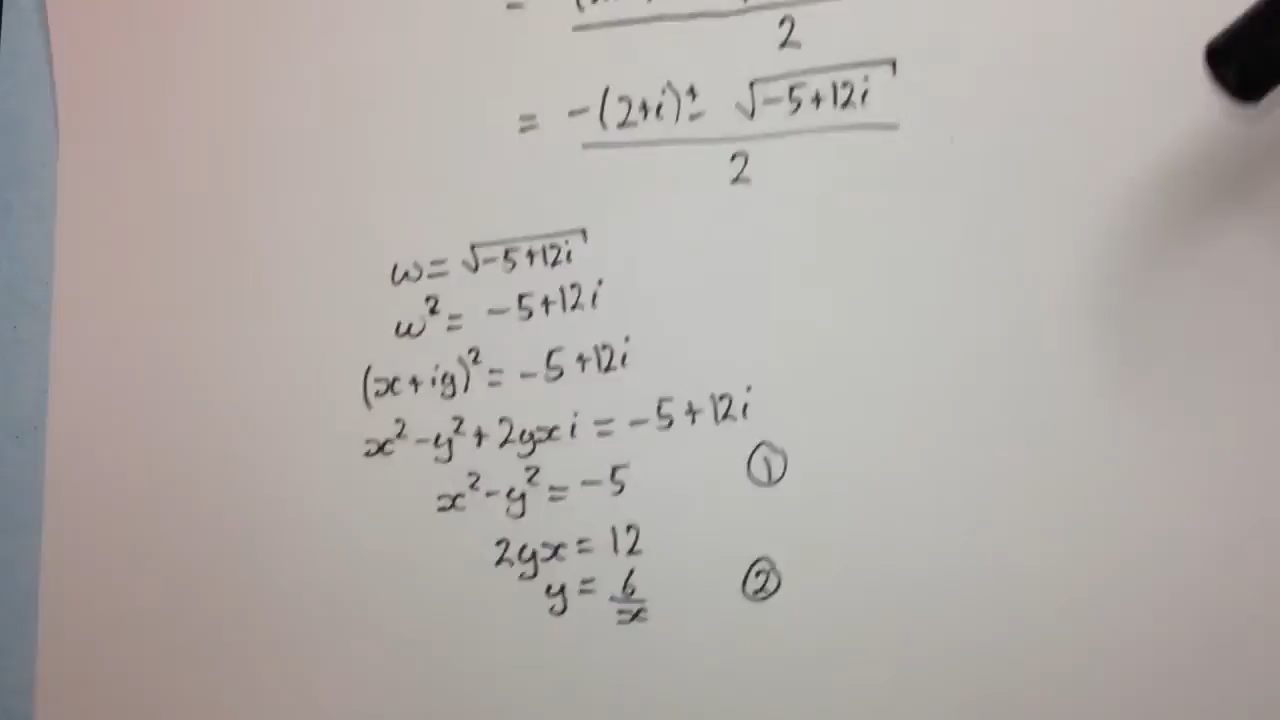 2
= -(2+i) ± √-5+12i
2
w = √-5+12i
w² = -5+12i
(x+iy)² = -5+12i
x²-y²+2yxi = -5+12i
x²-y² = -5 ①
2yx = 12
y = 6/x ②